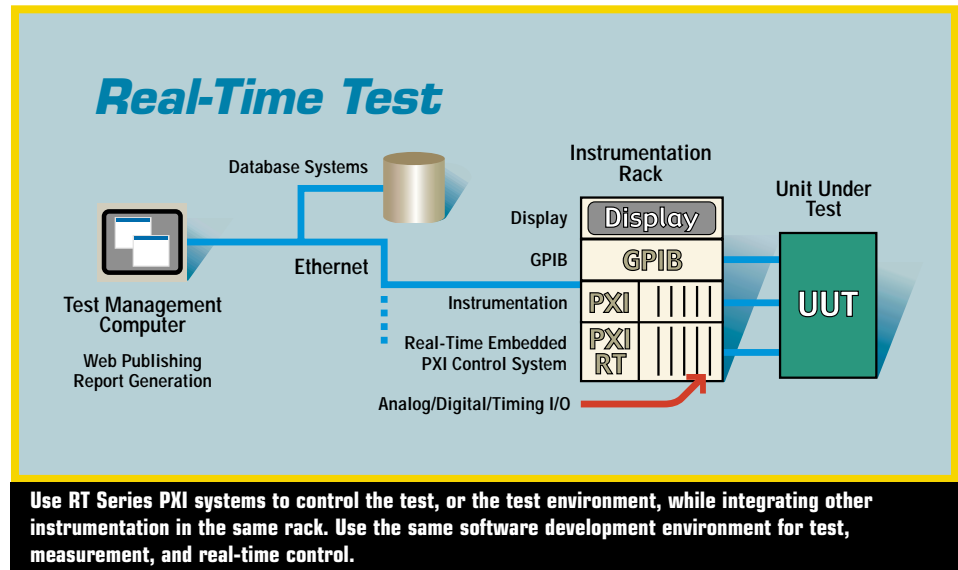 Real-Time Test
Database Systems
Instrumentation
Rack
Unit Under
Test
Display
Display
GPIB
GPIB
Ethernet
Instrumentation
PXI
UUT
Test Management
Computer
Web Publishing
Report Generation
Real-Time Embedded
PXI Control System
PXI
RT
Analog/Digital/Timing I/O
Use RT Series PXI systems to control the test, or the test environment, while integrating other
instrumentation in the same rack. Use the same software development environment for test,
measurement, and real-time control.